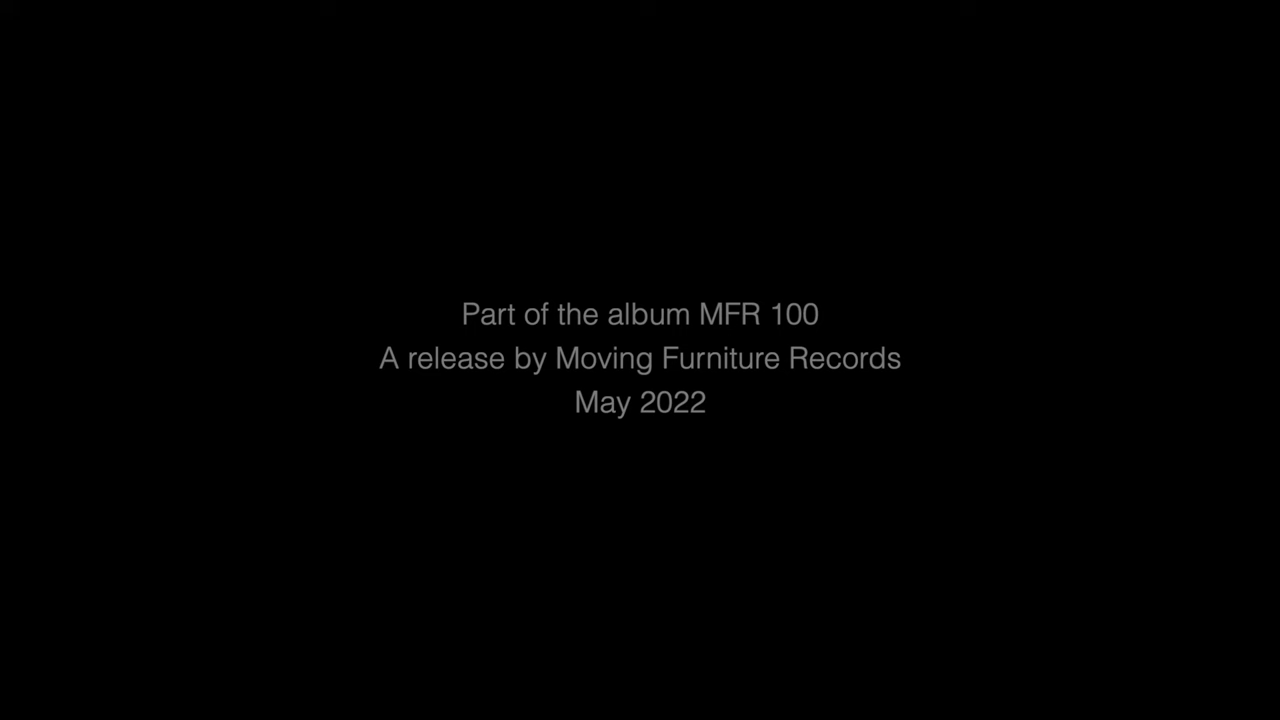 Part of the album MFR 100
A release by Moving Furniture Records
May 2022